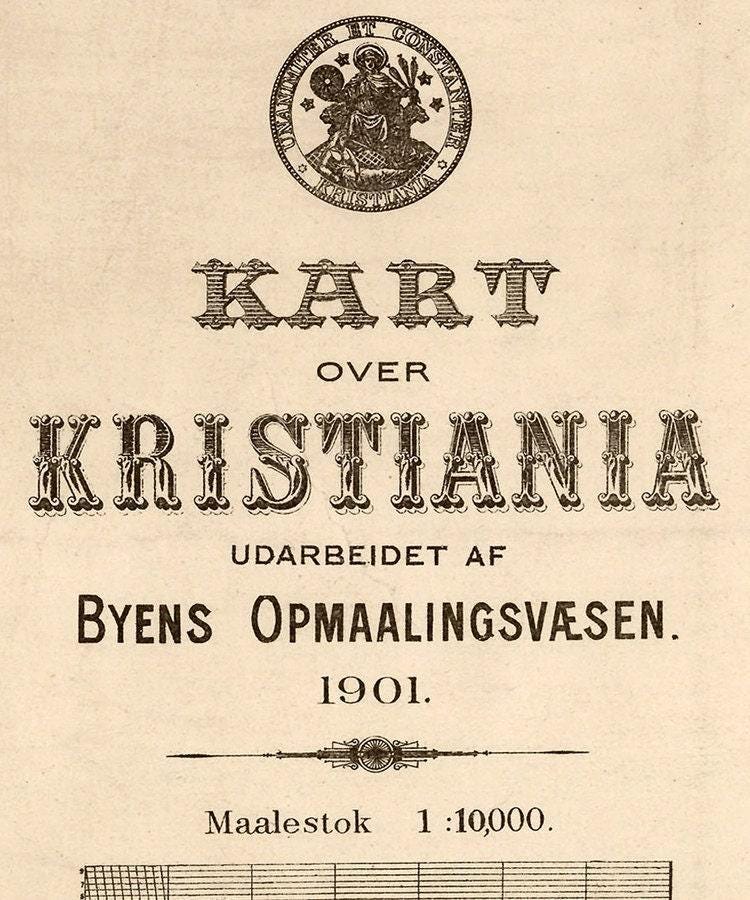 UNANIMITER ET CONSTANTER
KRISTIANIA
KART
OVER
KRISTIANIA
UDARBEIDET AF
BYENS OPMAALINGSVÆSEN.
1901.
Maalestok 1:10,000.